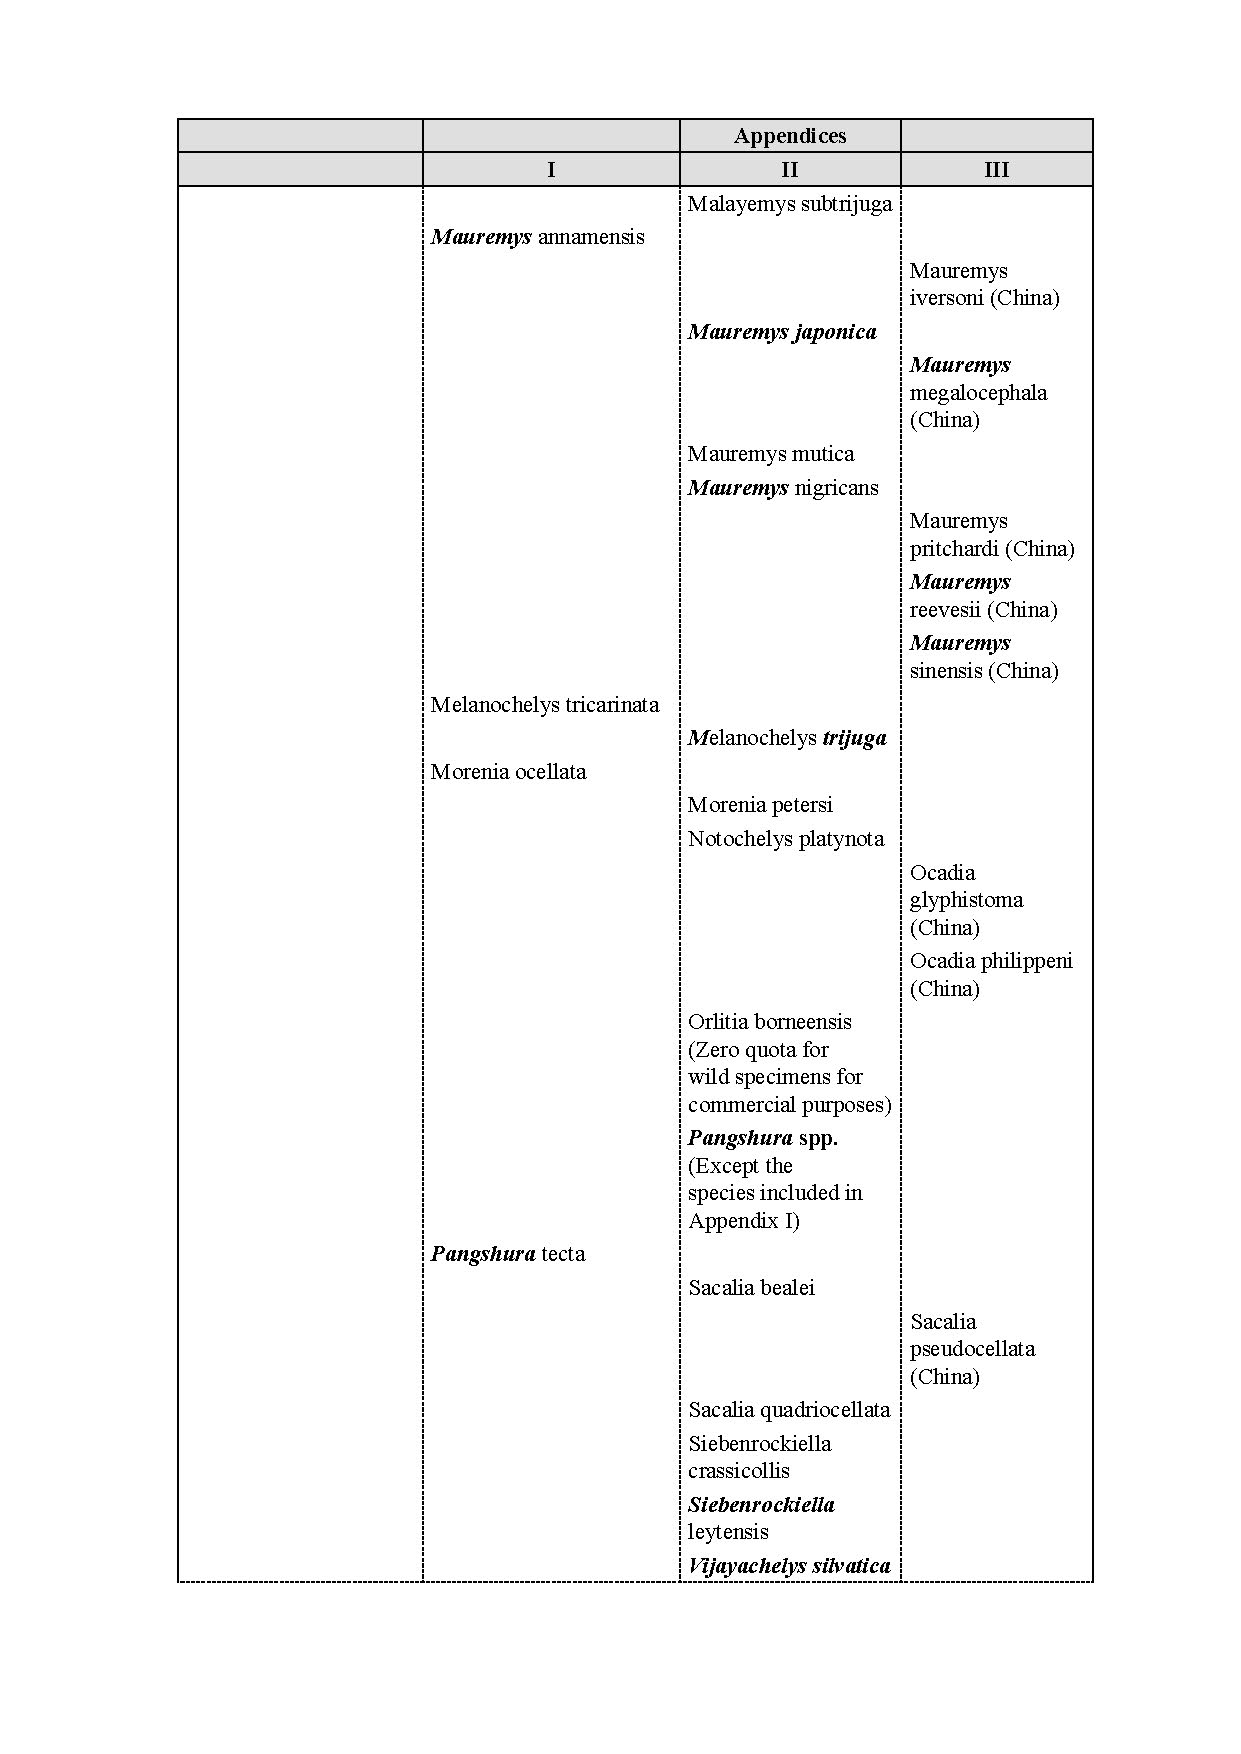 Appendices
I II III
Malayemys subtrijuga
Mauremys annamensis
Mauremys
iversoni (China)
Mauremys japonica
Mauremys
megalocephala
(China)
Mauremys mutica
Mauremys nigricans
Mauremys
pritchardi (China)
Mauremys
reevesii (China)
Mauremys
sinensis (China)
Melanochelys tricarinata
Melanochelys trijuga
Morenia ocellata
Morenia petersi
Notochelys platynota
Ocadia
glyphistoma
(China)
Ocadia philippeni
(China)
Orlitia borneensis
(Zero quota for
wild specimens for
commercial purposes)
Pangshura spp.
(Except the
species included in
Appendix I)
Pangshura tecta
Sacalia bealei
Sacalia
pseudocellata
(China)
Sacalia quadriocellata
Siebenrockiella
crassicollis
Siebenrockiella
leytensis
Vijayachelys silvatica